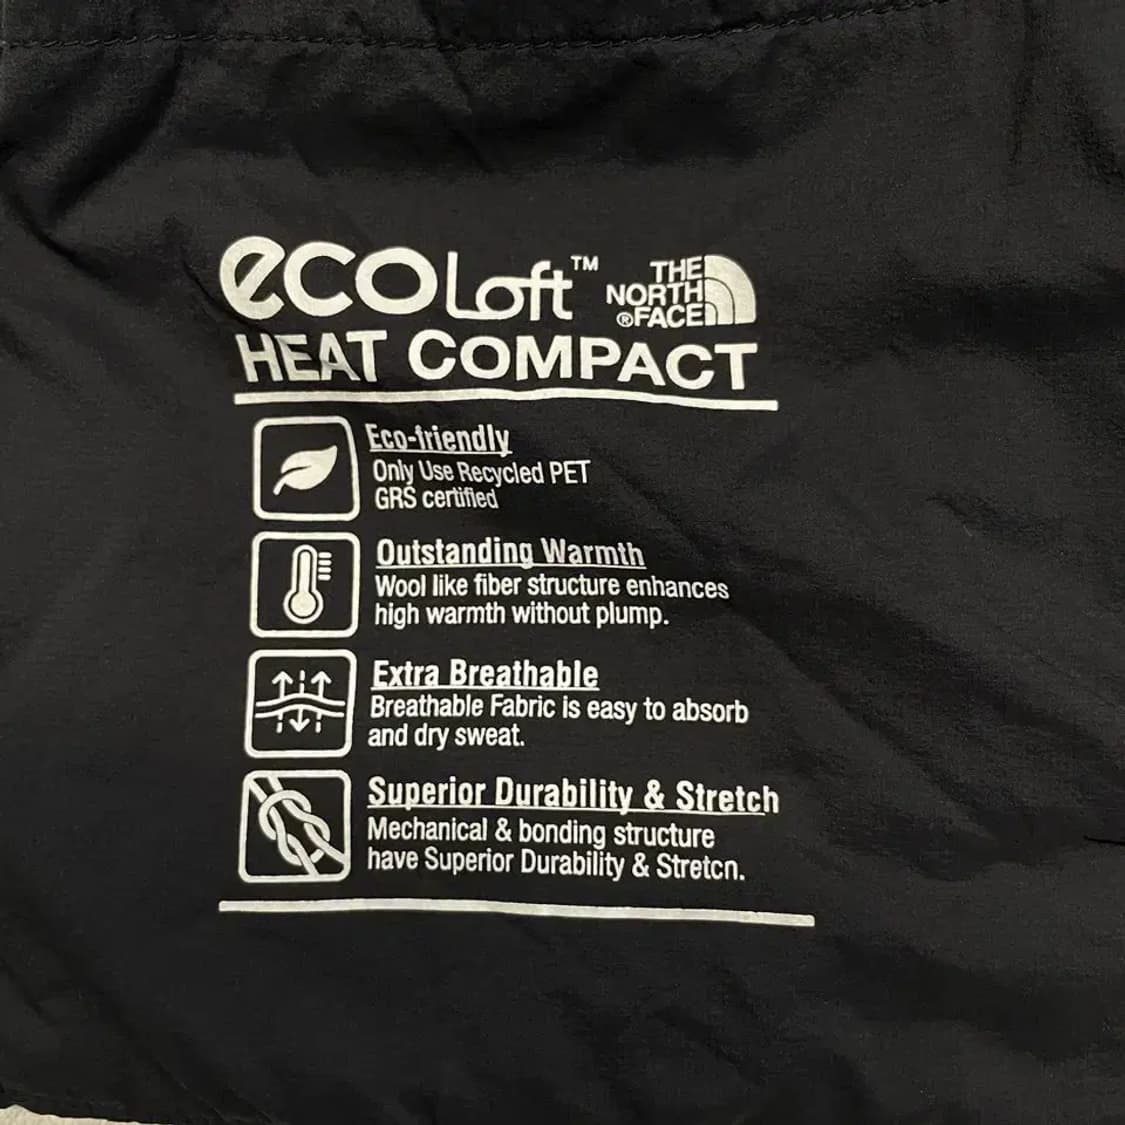 ecoLoft™ THE
NORTH
®FACE
HEAT COMPACT
Eco-friendly
Only Use Recycled PET
GRS certified
Outstanding Warmth
Wool like fiber structure enhances
high warmth without plump.
Extra Breathable
Breathable Fabric is easy to absorb
and dry sweat.
Superior Durability & Stretch
Mechanical & bonding structure
have Superior Durability & Stretcn.